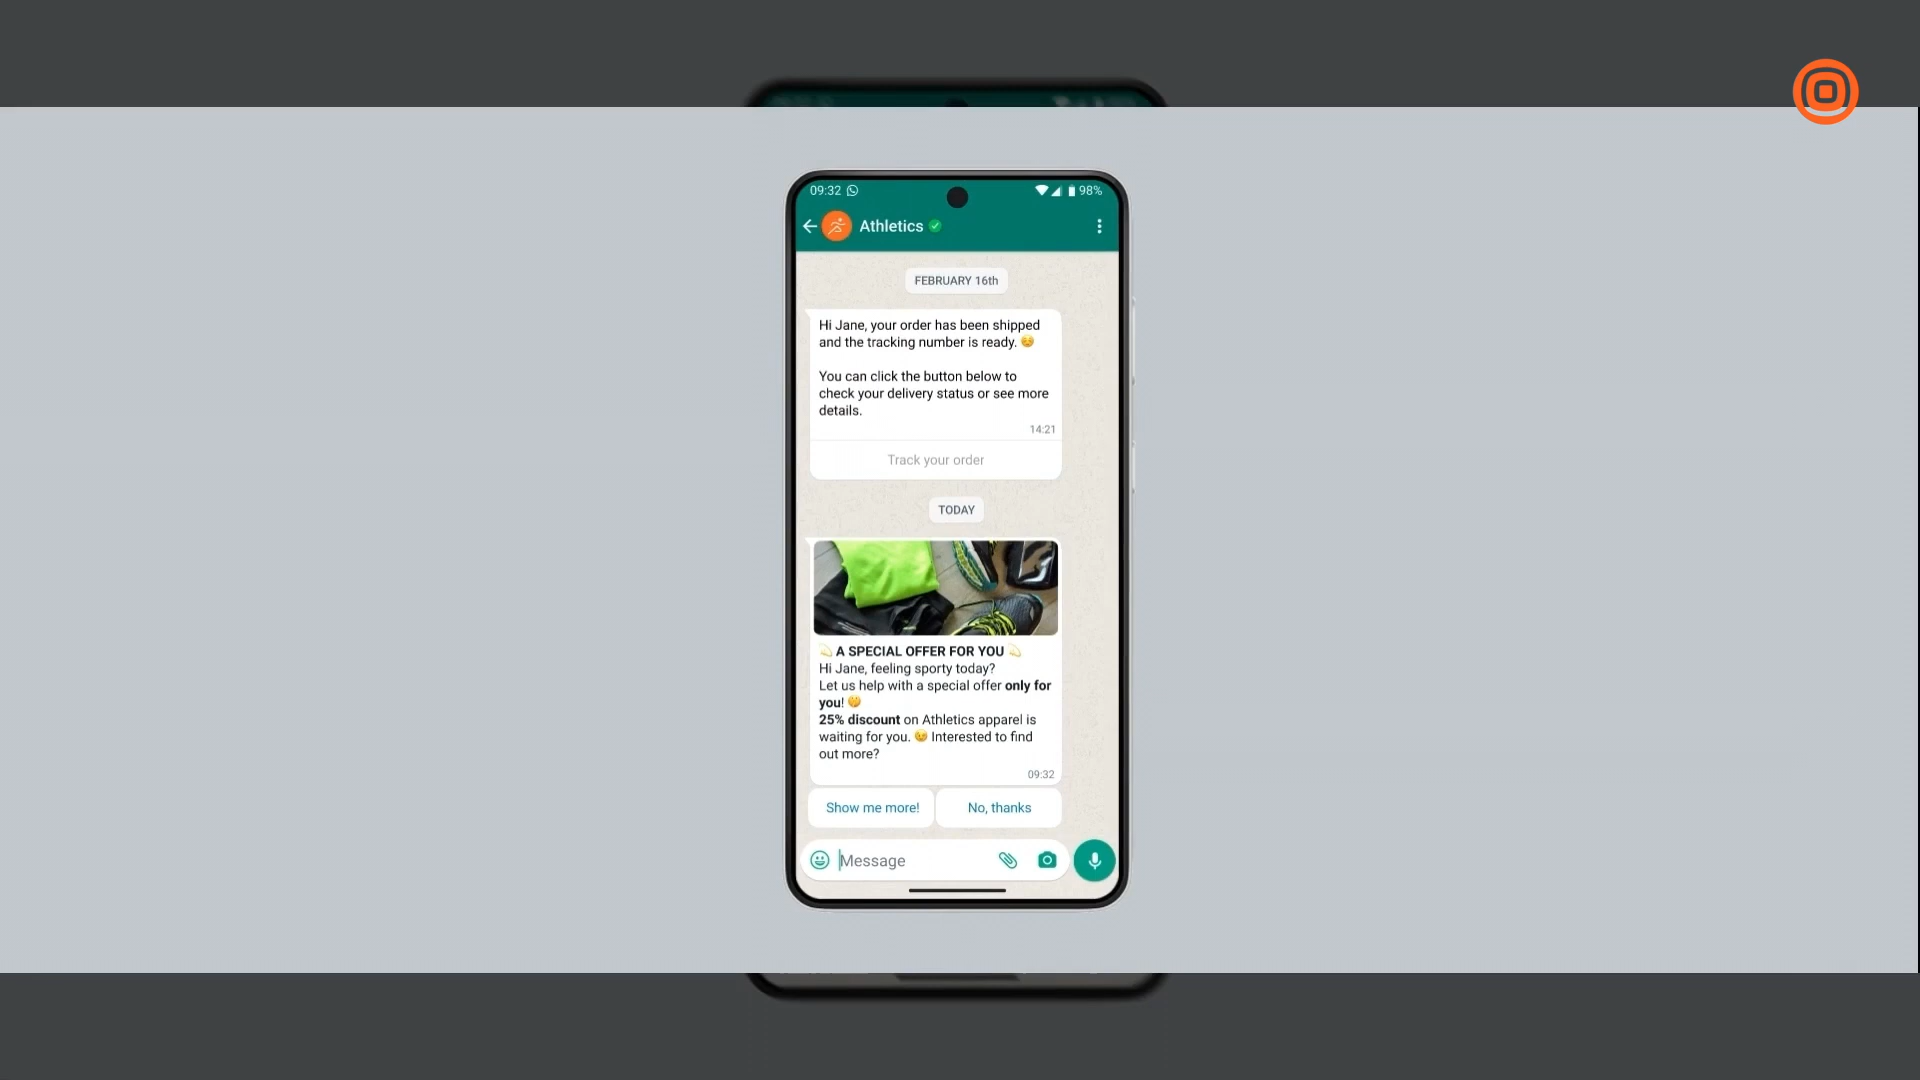 09:32 98%
Athletics
FEBRUARY 16th
Hi Jane, your order has been shipped
and the tracking number is ready. ☺️
You can click the button below to
check your delivery status or see more
details.
14:21
Track your order
TODAY
💫 A SPECIAL OFFER FOR YOU 💫
Hi Jane, feeling sporty today?
Let us help with a special offer only for
you! 🤫
25% discount on Athletics apparel is
waiting for you. 😉 Interested to find
out more?
09:32
Show me more! No, thanks
Message